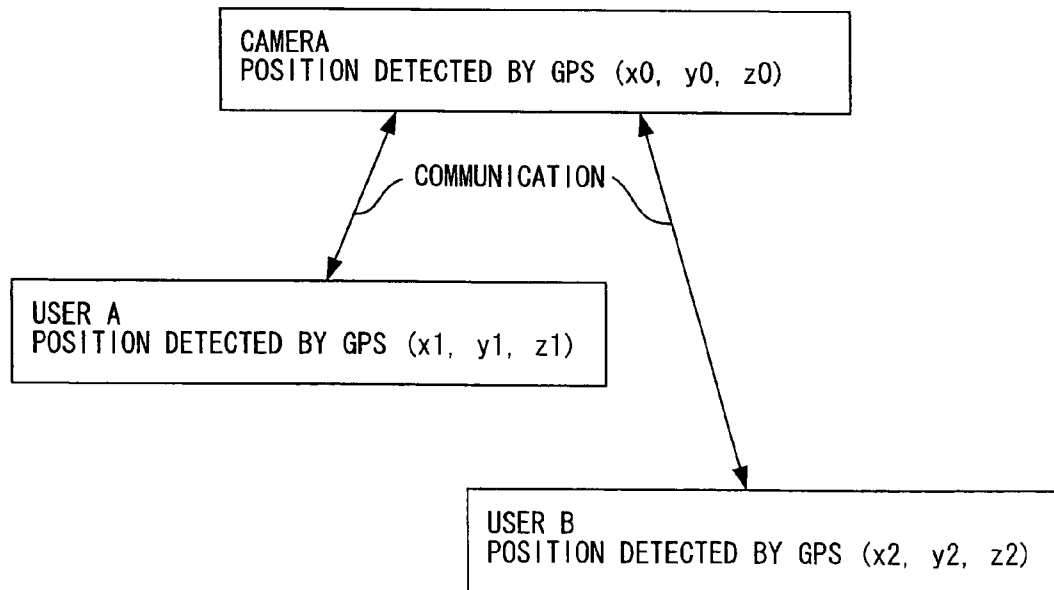 CAMERA
POSITION DETECTED BY GPS (x0, y0, z0)
COMMUNICATION
USER A
POSITION DETECTED BY GPS (x1, y1, z1)
USER B
POSITION DETECTED BY GPS (x2, y2, z2)